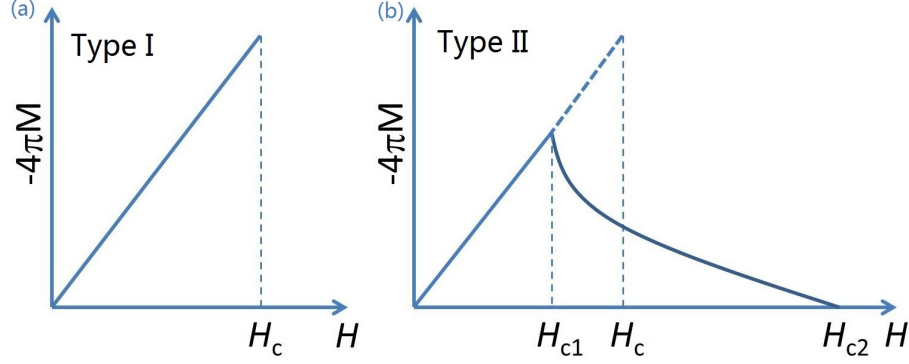 (a)
Type I
-4πM
H_c
H
(b)
Type II
-4πM
H_c1
H_c
H_c2
H